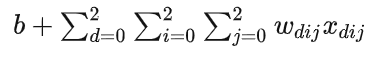 b + ∑_{d=0}^{2} ∑_{i=0}^{2} ∑_{j=0}^{2} w_{dij} x_{dij}